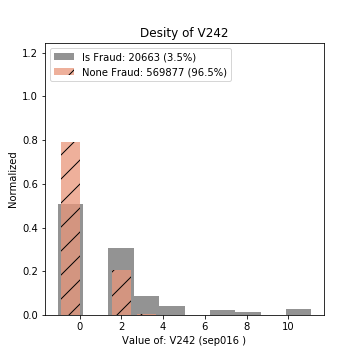 Desity of V242
Is Fraud: 20663 (3.5%)
None Fraud: 569877 (96.5%)
1.2
1.0
0.8
0.6
0.4
0.2
0.0
Normalized
0 2 4 6 8 10
Value of: V242 (sep016 )